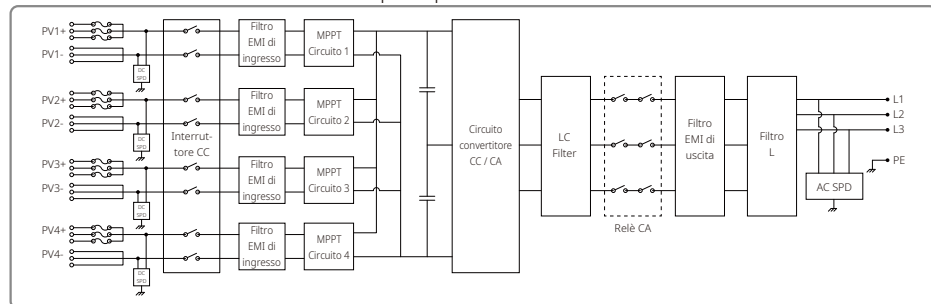 PV1+
PV1-
DC
SPD
PV2+
PV2-
DC
SPD
PV3+
PV3-
DC
SPD
PV4+
PV4-
DC
SPD
Interrut-
tore CC
Filtro
EMI di
ingresso
MPPT
Circuito 1
Filtro
EMI di
ingresso
MPPT
Circuito 2
Filtro
EMI di
ingresso
MPPT
Circuito 3
Filtro
EMI di
ingresso
MPPT
Circuito 4
Circuito
convertitore
CC / CA
LC
Filter
Relè CA
Filtro
EMI di
uscita
Filtro
L
L1
L2
L3
PE
AC SPD